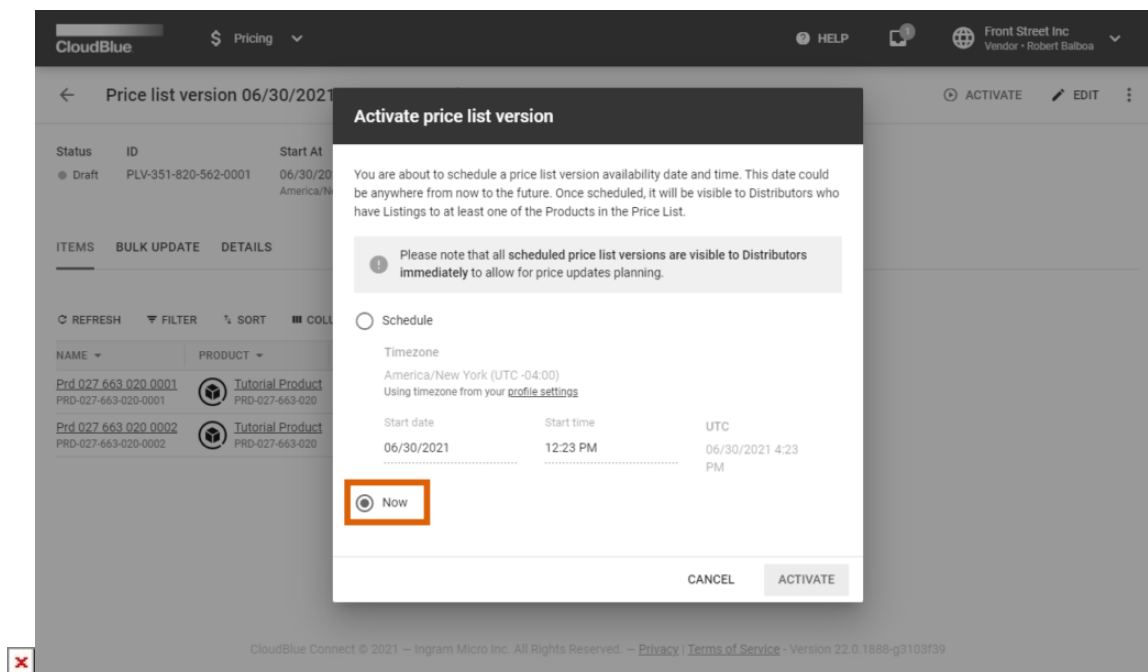 CloudBlue
$ Pricing
HELP
1
Front Street Inc
Vendor • Robert Balboa
Price list version 06/30/2021
ACTIVATE
EDIT
Status
ID
Start At
Draft
PLV-351-820-562-0001
06/30/20
America/N
ITEMS
BULK UPDATE
DETAILS
REFRESH
FILTER
SORT
COLU
NAME
PRODUCT
Prd 027 663 020 0001
Tutorial Product
PRD-027-663-020-0001
PRD-027-663-020
Prd 027 663 020 0002
Tutorial Product
PRD-027-663-020-0002
PRD-027-663-020
Activate price list version
You are about to schedule a price list version availability date and time. This date could
be anywhere from now to the future. Once scheduled, it will be visible to Distributors who
have Listings to at least one of the Products in the Price List.
Please note that all scheduled price list versions are visible to Distributors
immediately to allow for price updates planning.
Schedule
Timezone
America/New York (UTC -04:00)
Using timezone from your profile settings
Start date
Start time
UTC
06/30/2021
12:23 PM
06/30/2021 4:23
PM
Now
CANCEL
ACTIVATE
CloudBlue Connect © 2021 — Ingram Micro Inc. All Rights Reserved. — Privacy | Terms of Service - Version 22.0.1888-g3103f39